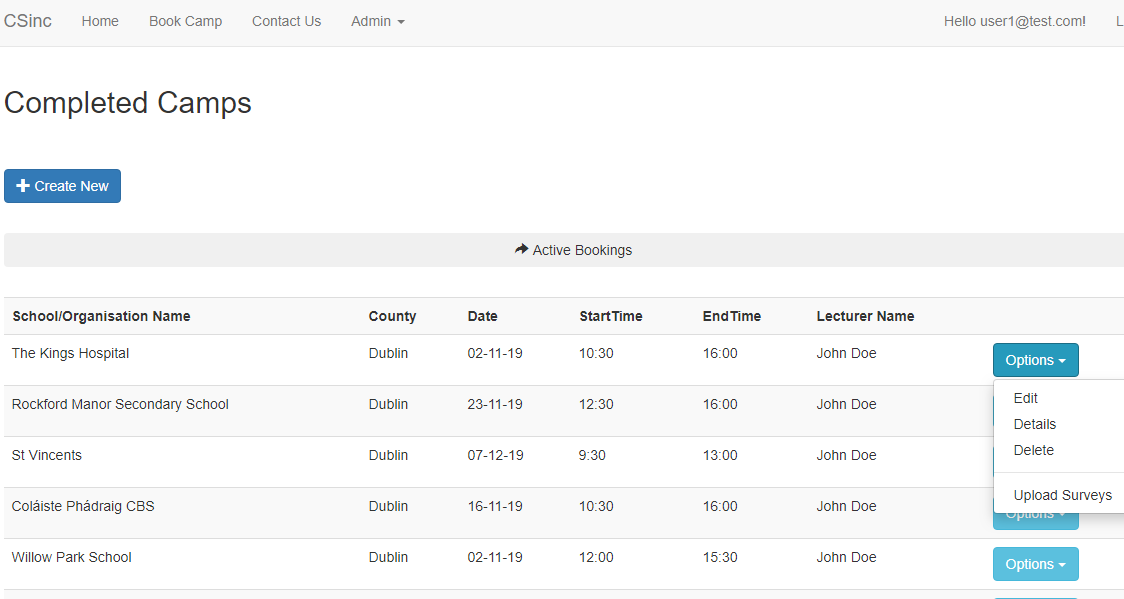 CSinc Home Book Camp Contact Us Admin Hello user1@test.com! L
Completed Camps
Create New
Active Bookings
School/Organisation Name County Date StartTime EndTime Lecturer Name
The Kings Hospital Dublin 02-11-19 10:30 16:00 John Doe Options
Edit
Rockford Manor Secondary School Dublin 23-11-19 12:30 16:00 John Doe
Details
Delete
St Vincents Dublin 07-12-19 9:30 13:00 John Doe
Upload Surveys
Coláiste Phádraig CBS Dublin 16-11-19 10:30 16:00 John Doe Options
Willow Park School Dublin 02-11-19 12:00 15:30 John Doe Options